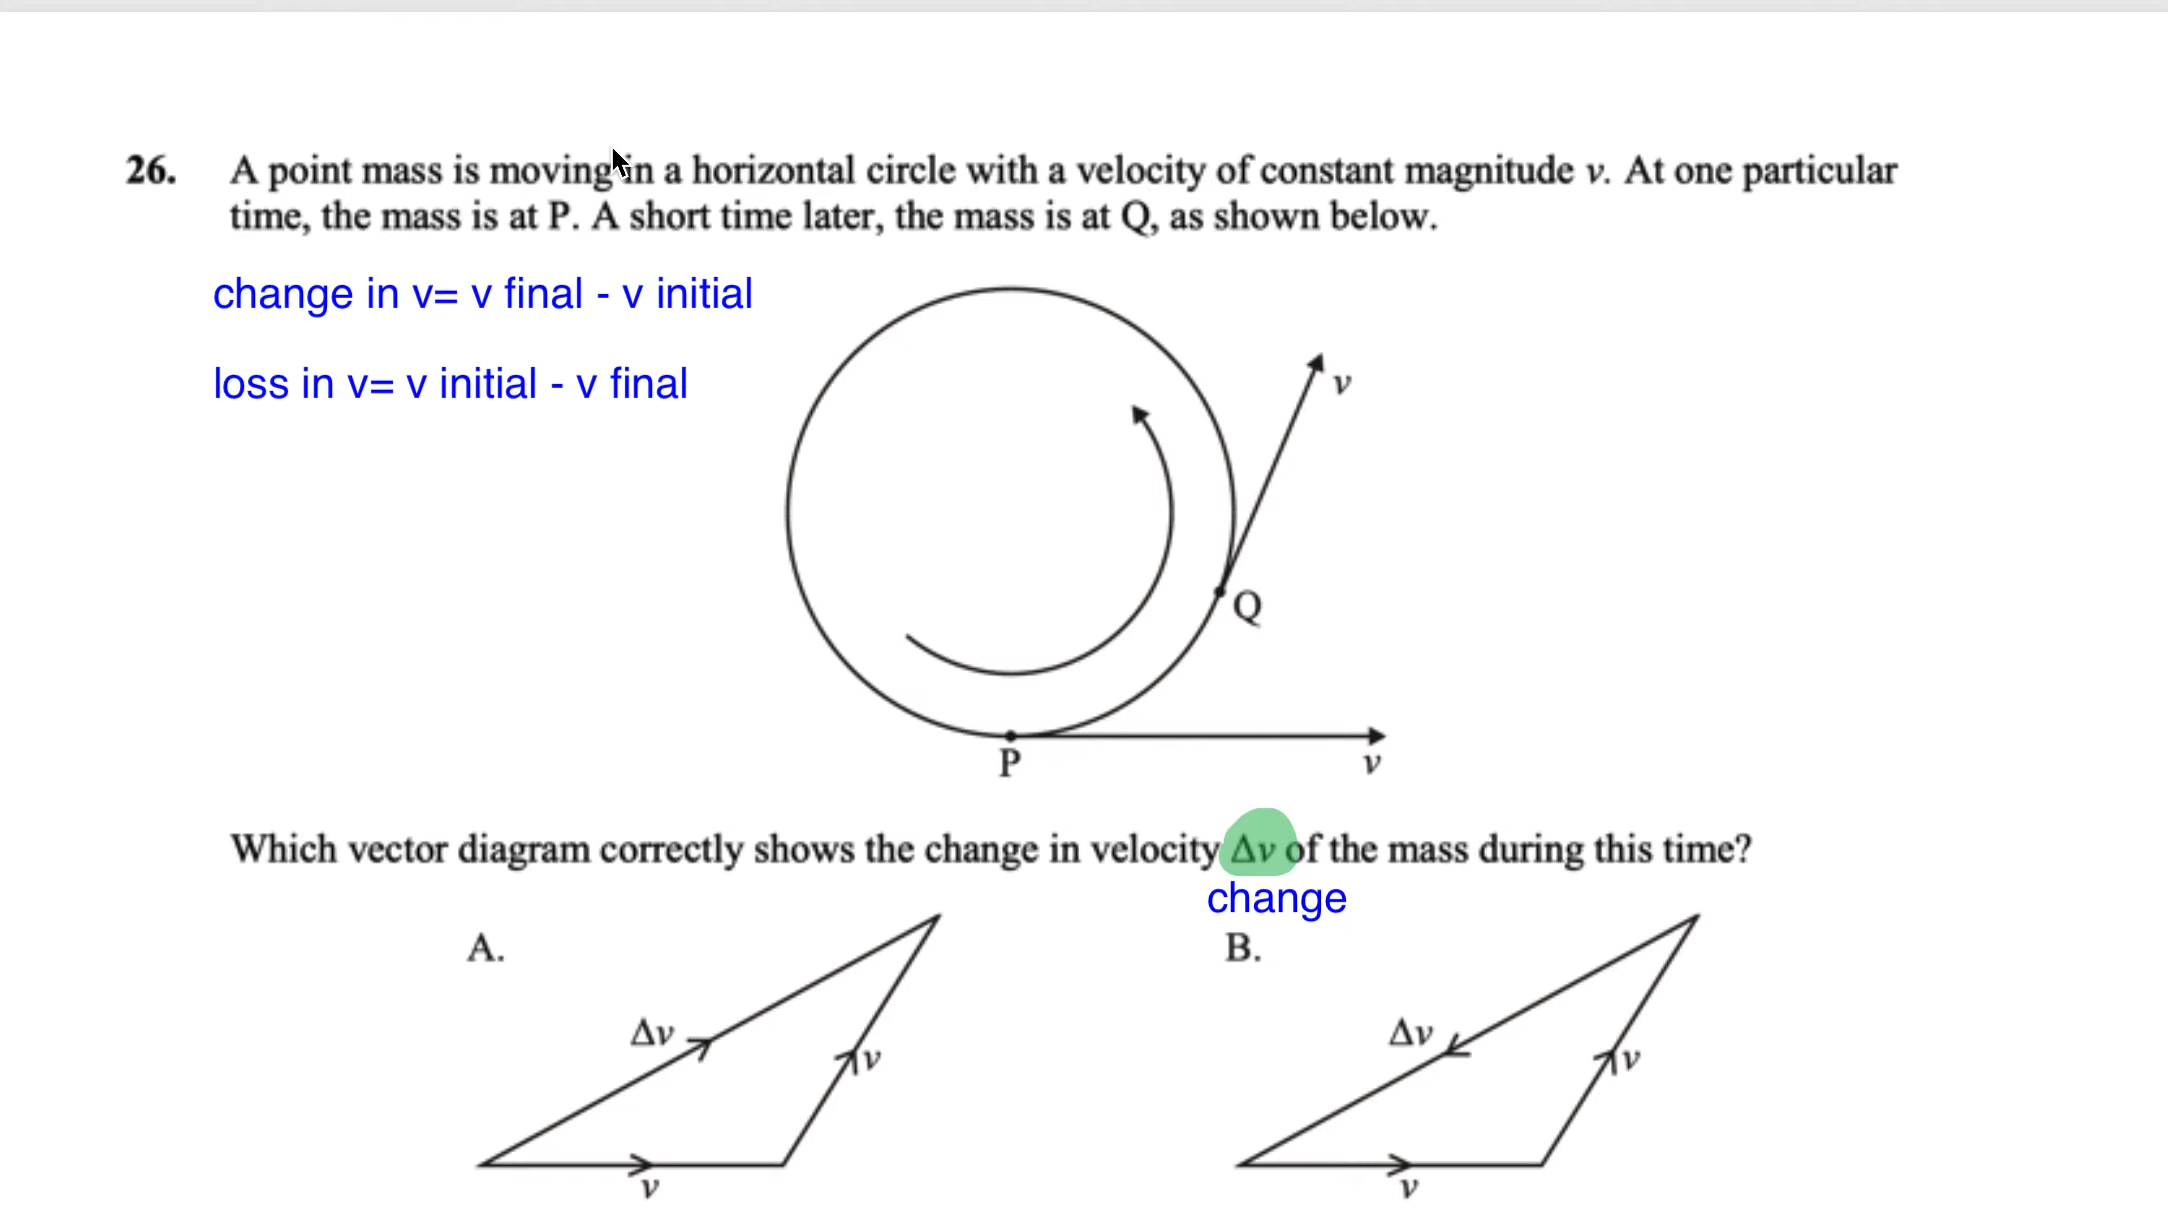 26. A point mass is moving in a horizontal circle with a velocity of constant magnitude v. At one particular
time, the mass is at P. A short time later, the mass is at Q, as shown below.
change in v= v final - v initial
loss in v= v initial - v final
v
Q
P
v
Which vector diagram correctly shows the change in velocity Δv of the mass during this time?
change
A.
B.
Δv
v
v
Δv
v
v